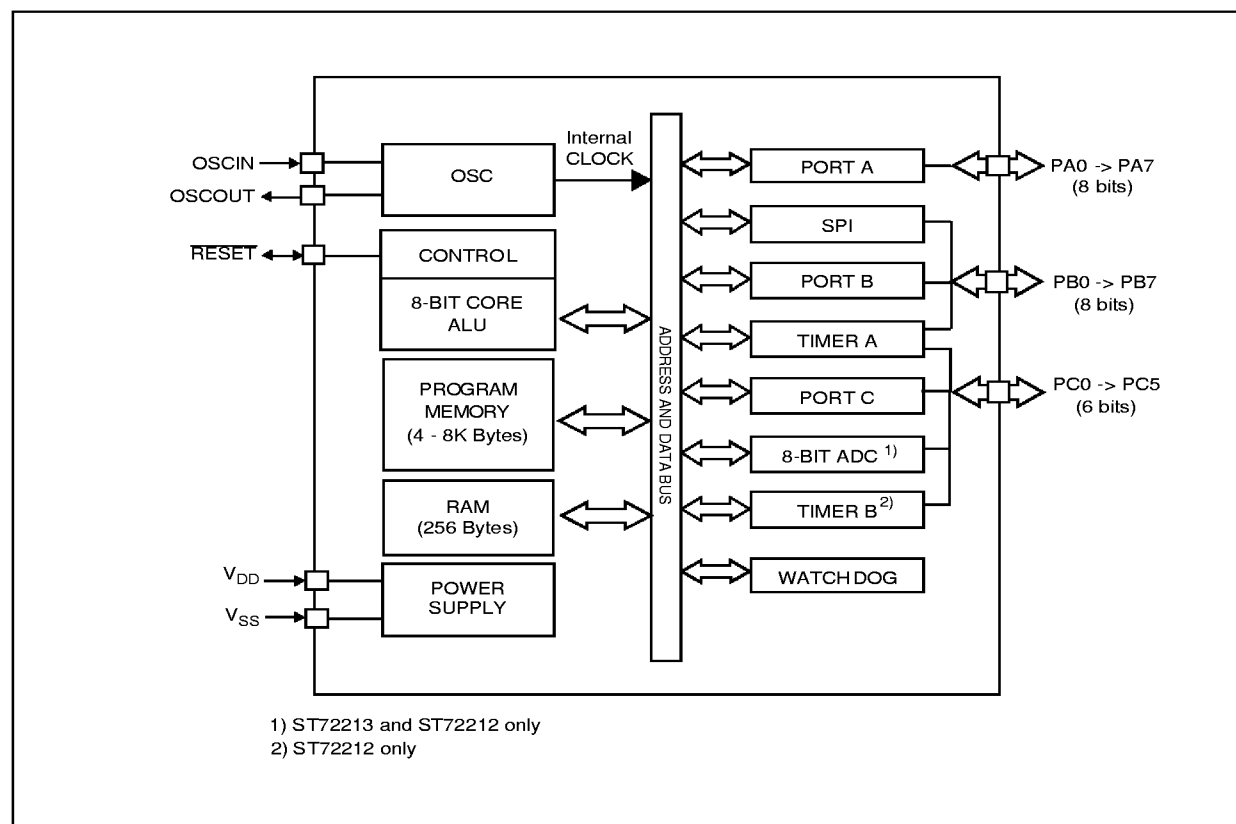 OSCIN
OSCOUT
RESET
VDD
VSS
OSC
Internal
CLOCK
CONTROL
8-BIT CORE
ALU
PROGRAM
MEMORY
(4 - 8K Bytes)
RAM
(256 Bytes)
POWER
SUPPLY
ADDRESS AND DATA BUS
PORT A
SPI
PORT B
TIMER A
PORT C
8-BIT ADC 1)
TIMER B 2)
WATCHDOG
PA0 -> PA7
(8 bits)
PB0 -> PB7
(8 bits)
PC0 -> PC5
(6 bits)
1) ST72213 and ST72212 only
2) ST72212 only